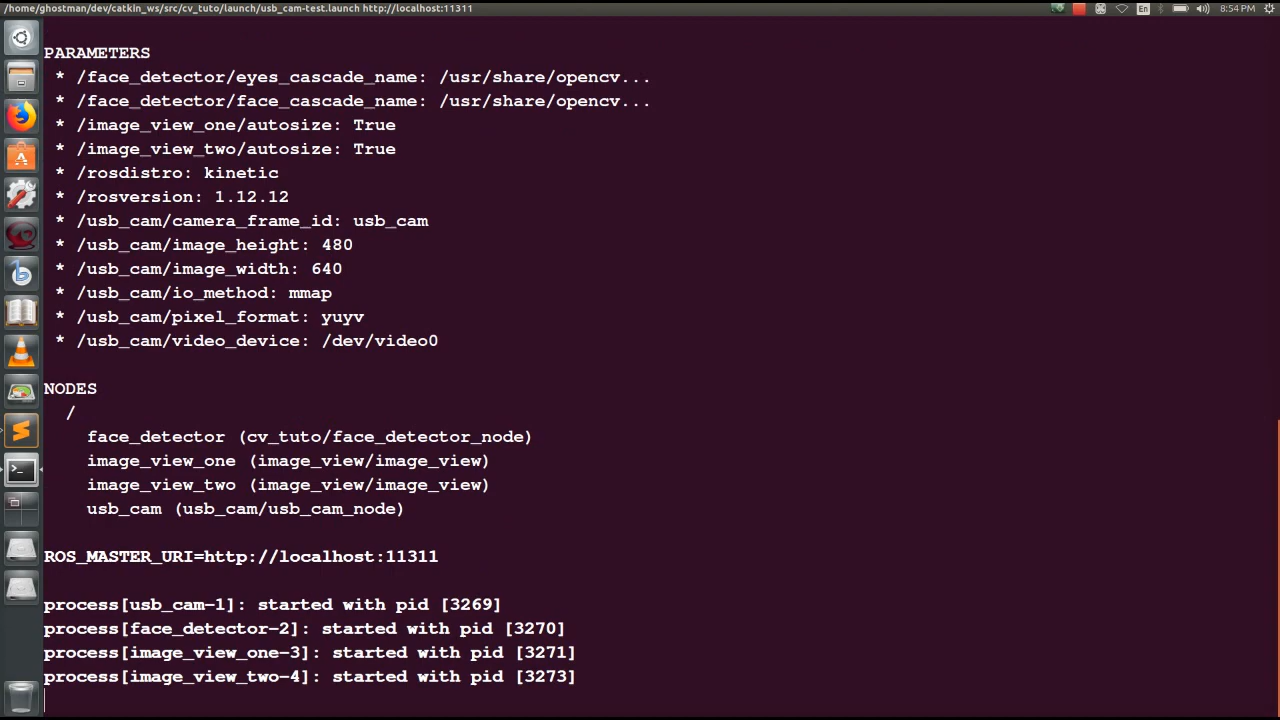 /home/ghostman/dev/catkin_ws/src/cv_tuto/launch/usb_cam-test.launch http://localhost:11311
En
8:54 PM
PARAMETERS
* /face_detector/eyes_cascade_name: /usr/share/opencv...
* /face_detector/face_cascade_name: /usr/share/opencv...
* /image_view_one/autosize: True
* /image_view_two/autosize: True
* /rosdistro: kinetic
* /rosversion: 1.12.12
* /usb_cam/camera_frame_id: usb_cam
* /usb_cam/image_height: 480
* /usb_cam/image_width: 640
* /usb_cam/io_method: mmap
* /usb_cam/pixel_format: yuyv
* /usb_cam/video_device: /dev/video0
NODES
/
face_detector (cv_tuto/face_detector_node)
image_view_one (image_view/image_view)
image_view_two (image_view/image_view)
usb_cam (usb_cam/usb_cam_node)
ROS_MASTER_URI=http://localhost:11311
process[usb_cam-1]: started with pid [3269]
process[face_detector-2]: started with pid [3270]
process[image_view_one-3]: started with pid [3271]
process[image_view_two-4]: started with pid [3273]